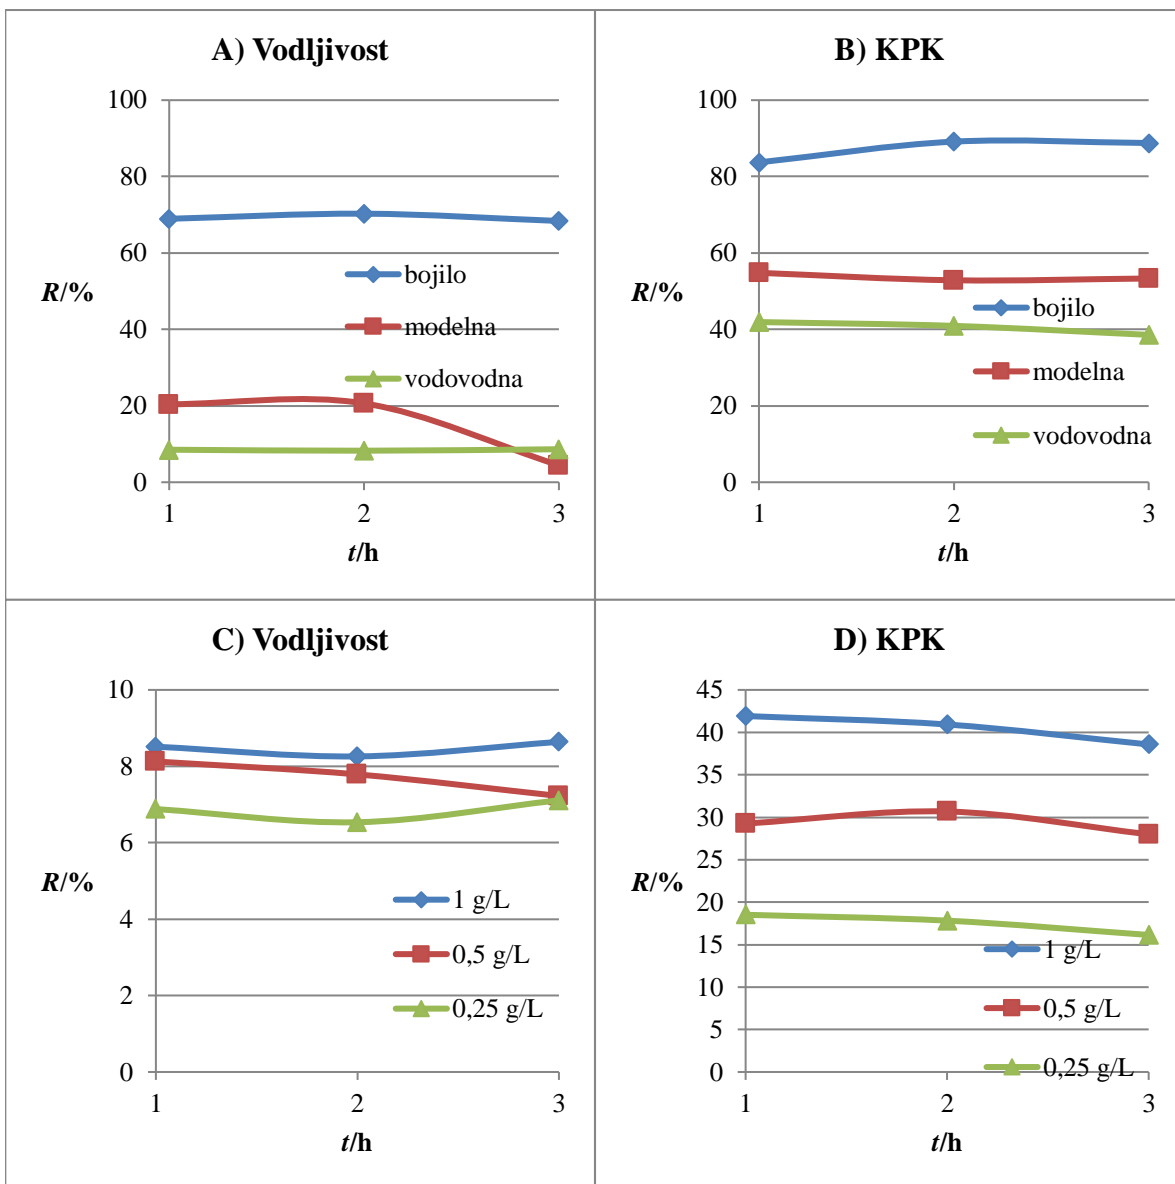 A) Vodljivost
100
80
60
40
20
0
R/%
bojilo
modelna
vodovodna
1 2 3
t/h
B) KPK
100
80
60
40
20
0
R/%
bojilo
modelna
vodovodna
1 2 3
t/h
C) Vodljivost
10
8
6
4
2
0
R/%
1 g/L
0,5 g/L
0,25 g/L
1 2 3
t/h
D) KPK
45
40
35
30
25
20
15
10
5
0
R/%
1 g/L
0,5 g/L
0,25 g/L
1 2 3
t/h